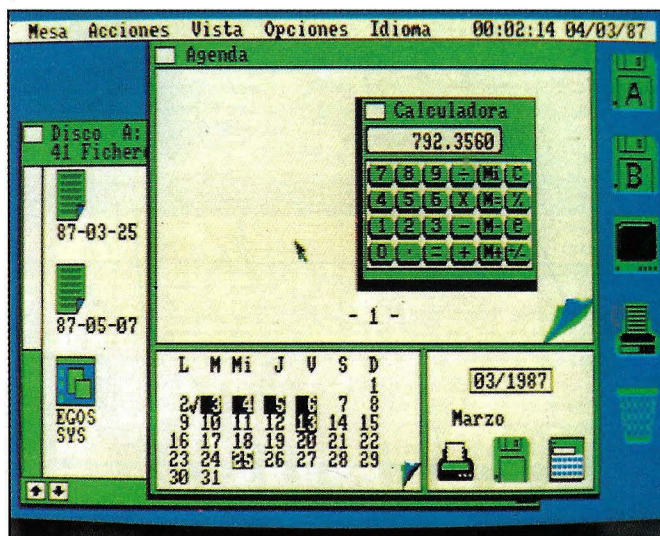 Mesa Acciones Vista Opciones Idioma 00:02:14 04/03/87
Agenda
A
Disco A:
41 Fichero
Calculadora
792.3560
7 8 9 ÷ Mi C
4 5 6 X M= %
1 2 3 - M-
0 · = + M+ +/-
B
87-03-25
87-05-07
- 1 -
EGOS
SYS
L M Mi J V S D
1
2√ 3 4 5 6 7 8
9 10 11 12 13 14 15
16 17 18 19 20 21 22
23 24 25 26 27 28 29
30 31
03/1987
Marzo